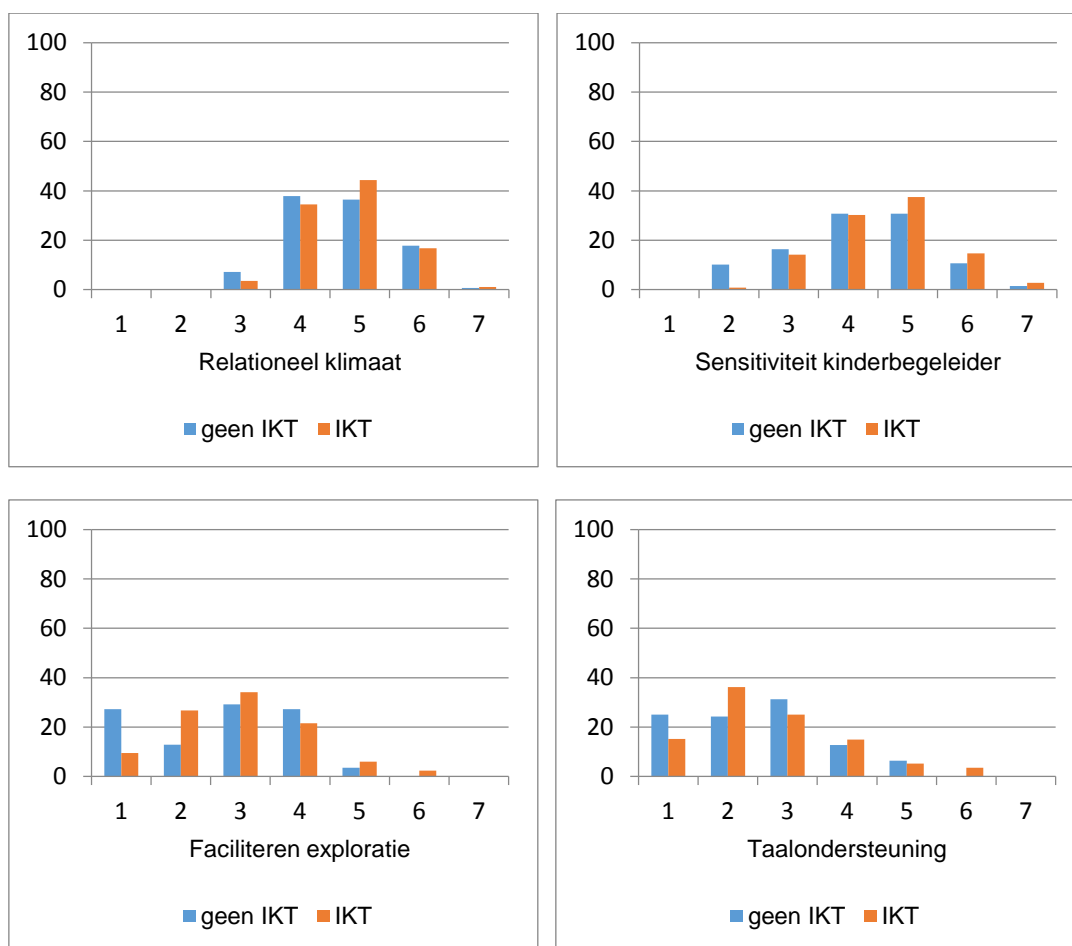 100
80
60
40
20
0
1 2 3 4 5 6 7
Relationeel klimaat
geen IKT IKT
100
80
60
40
20
0
1 2 3 4 5 6 7
Sensitiviteit kinderbegeleider
geen IKT IKT
100
80
60
40
20
0
1 2 3 4 5 6 7
Faciliteren exploratie
geen IKT IKT
100
80
60
40
20
0
1 2 3 4 5 6 7
Taalondersteuning
geen IKT IKT